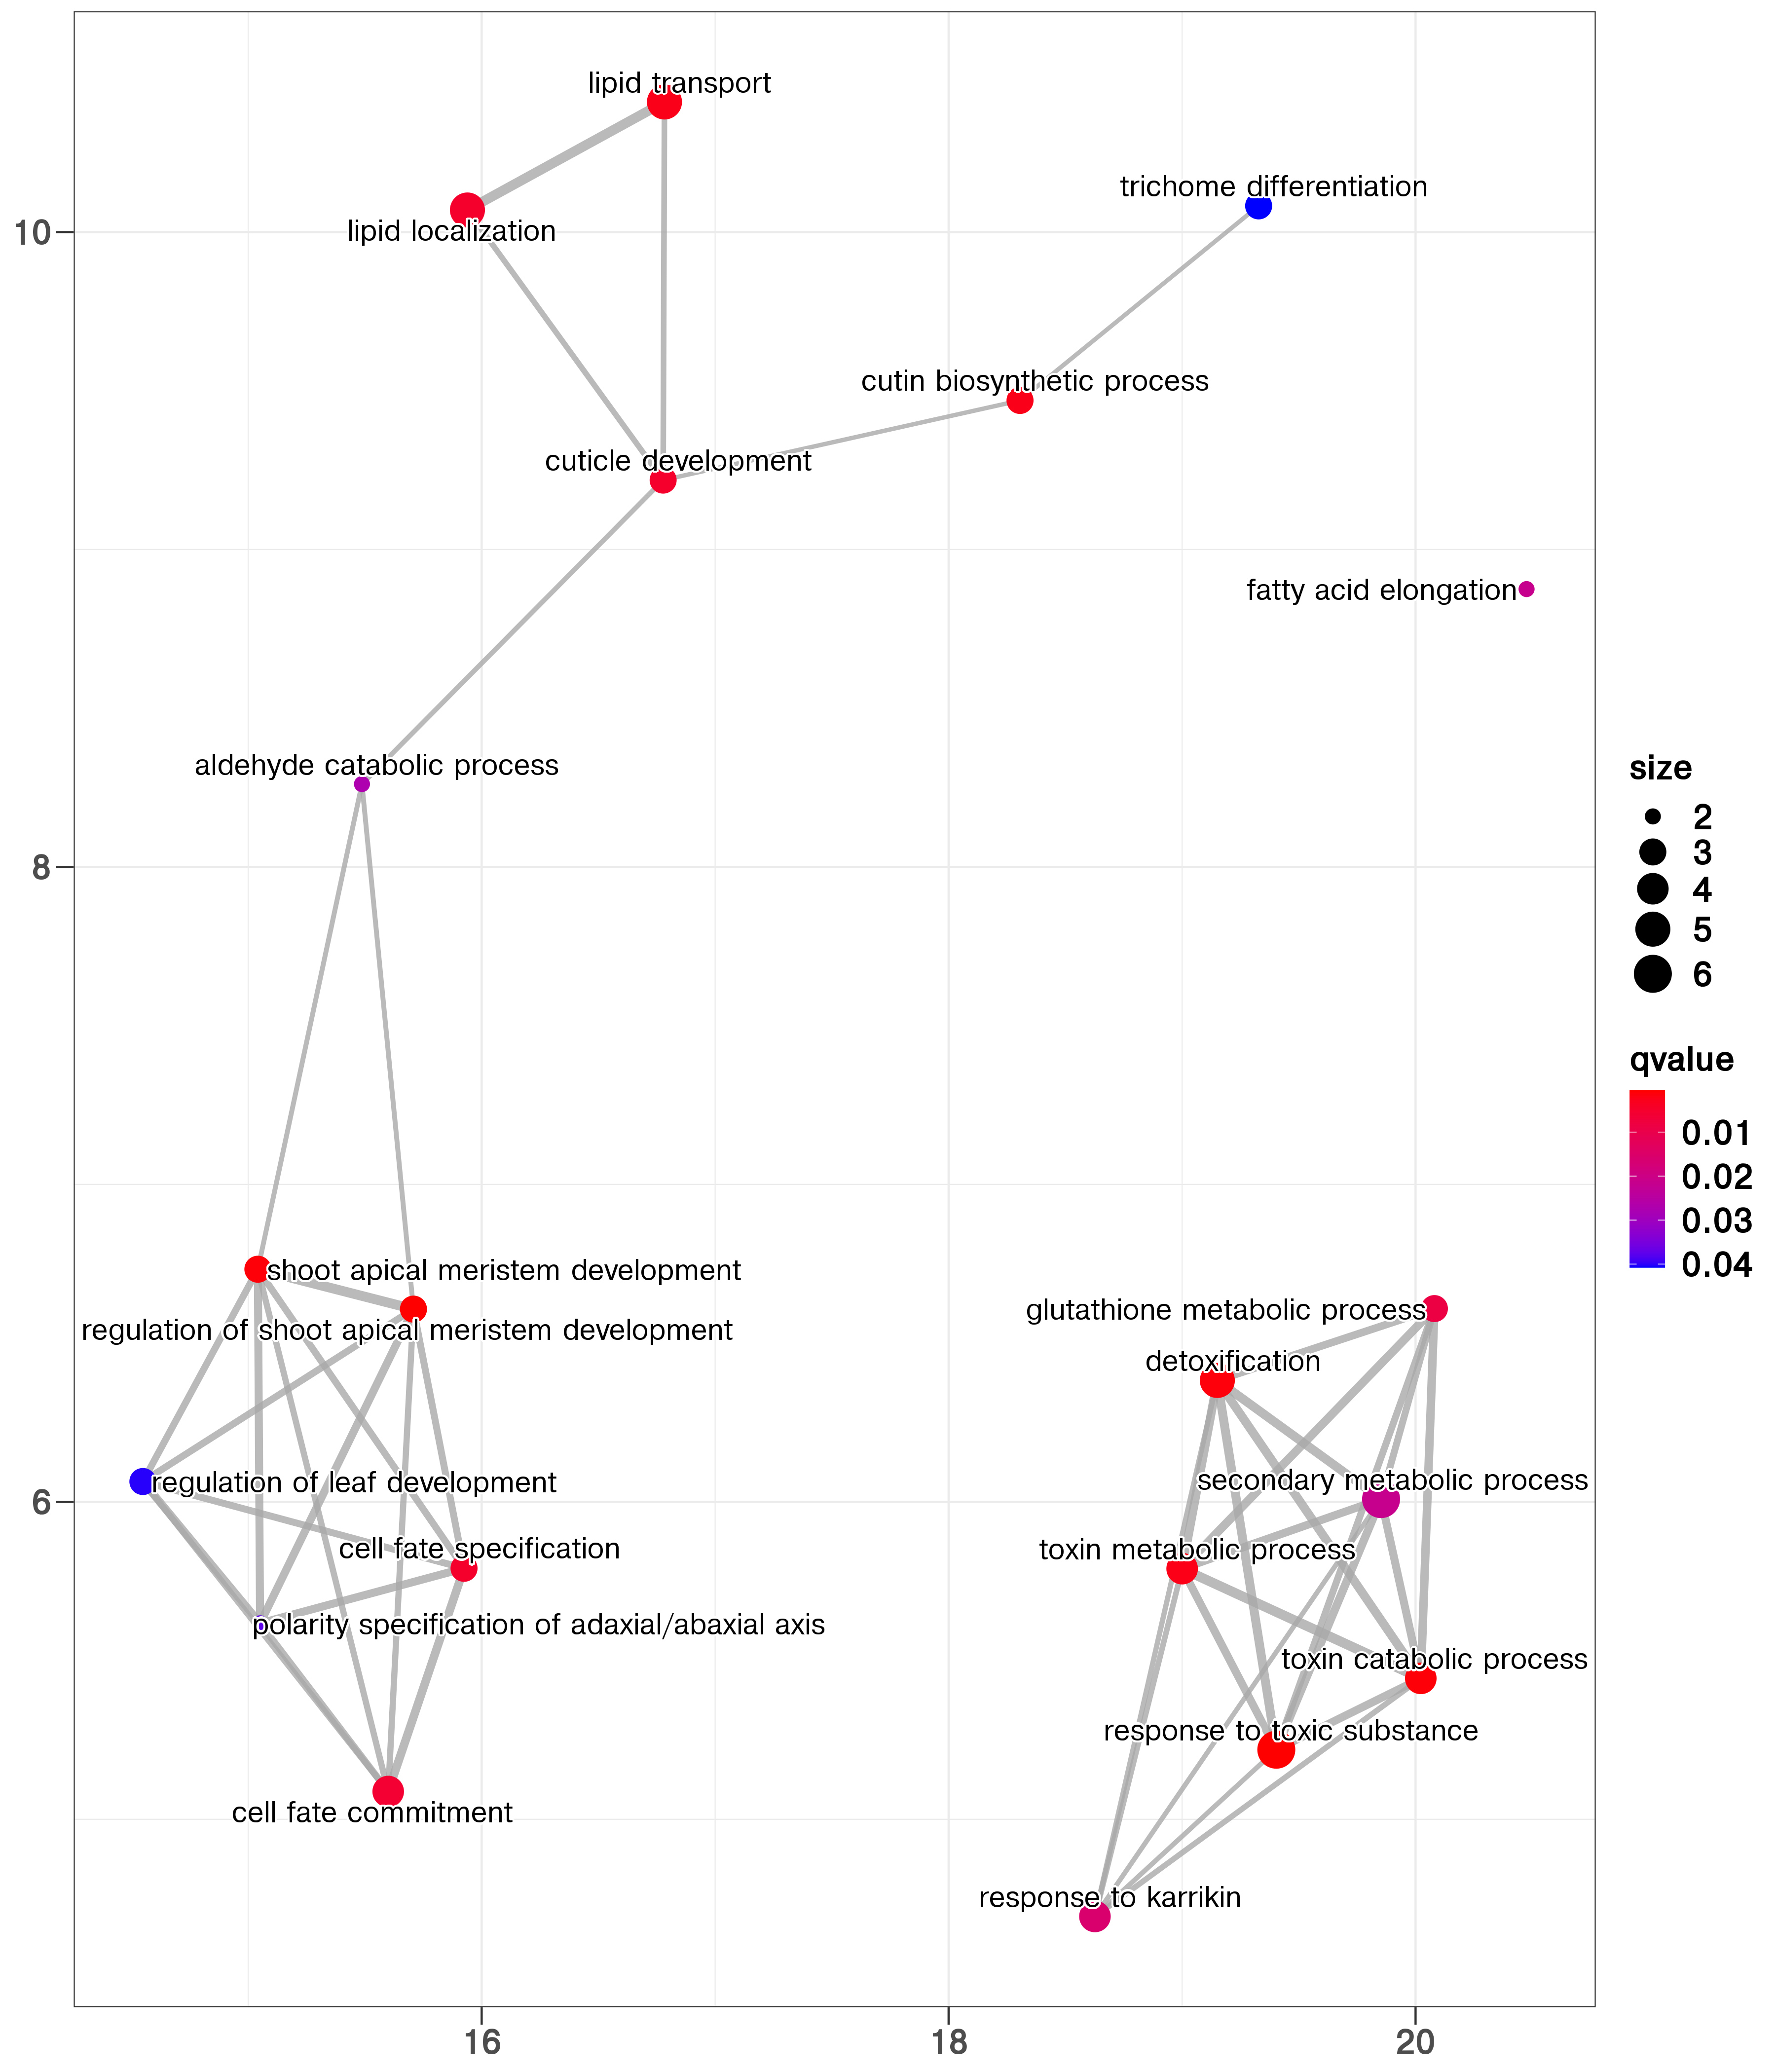 lipid transport
trichome differentiation
10
lipid localization
cutin biosynthetic process
cuticle development
fatty acid elongation
aldehyde catabolic process
size
2
3
4
5
6
8
qvalue
0.01
0.02
0.03
0.04
shoot apical meristem development
glutathione metabolic process
regulation of shoot apical meristem development
detoxification
secondary metabolic process
regulation of leaf development
6
cell fate specification
toxin metabolic process
polarity specification of adaxial/abaxial axis
toxin catabolic process
response to toxic substance
cell fate commitment
response to karrikin
16
18
20